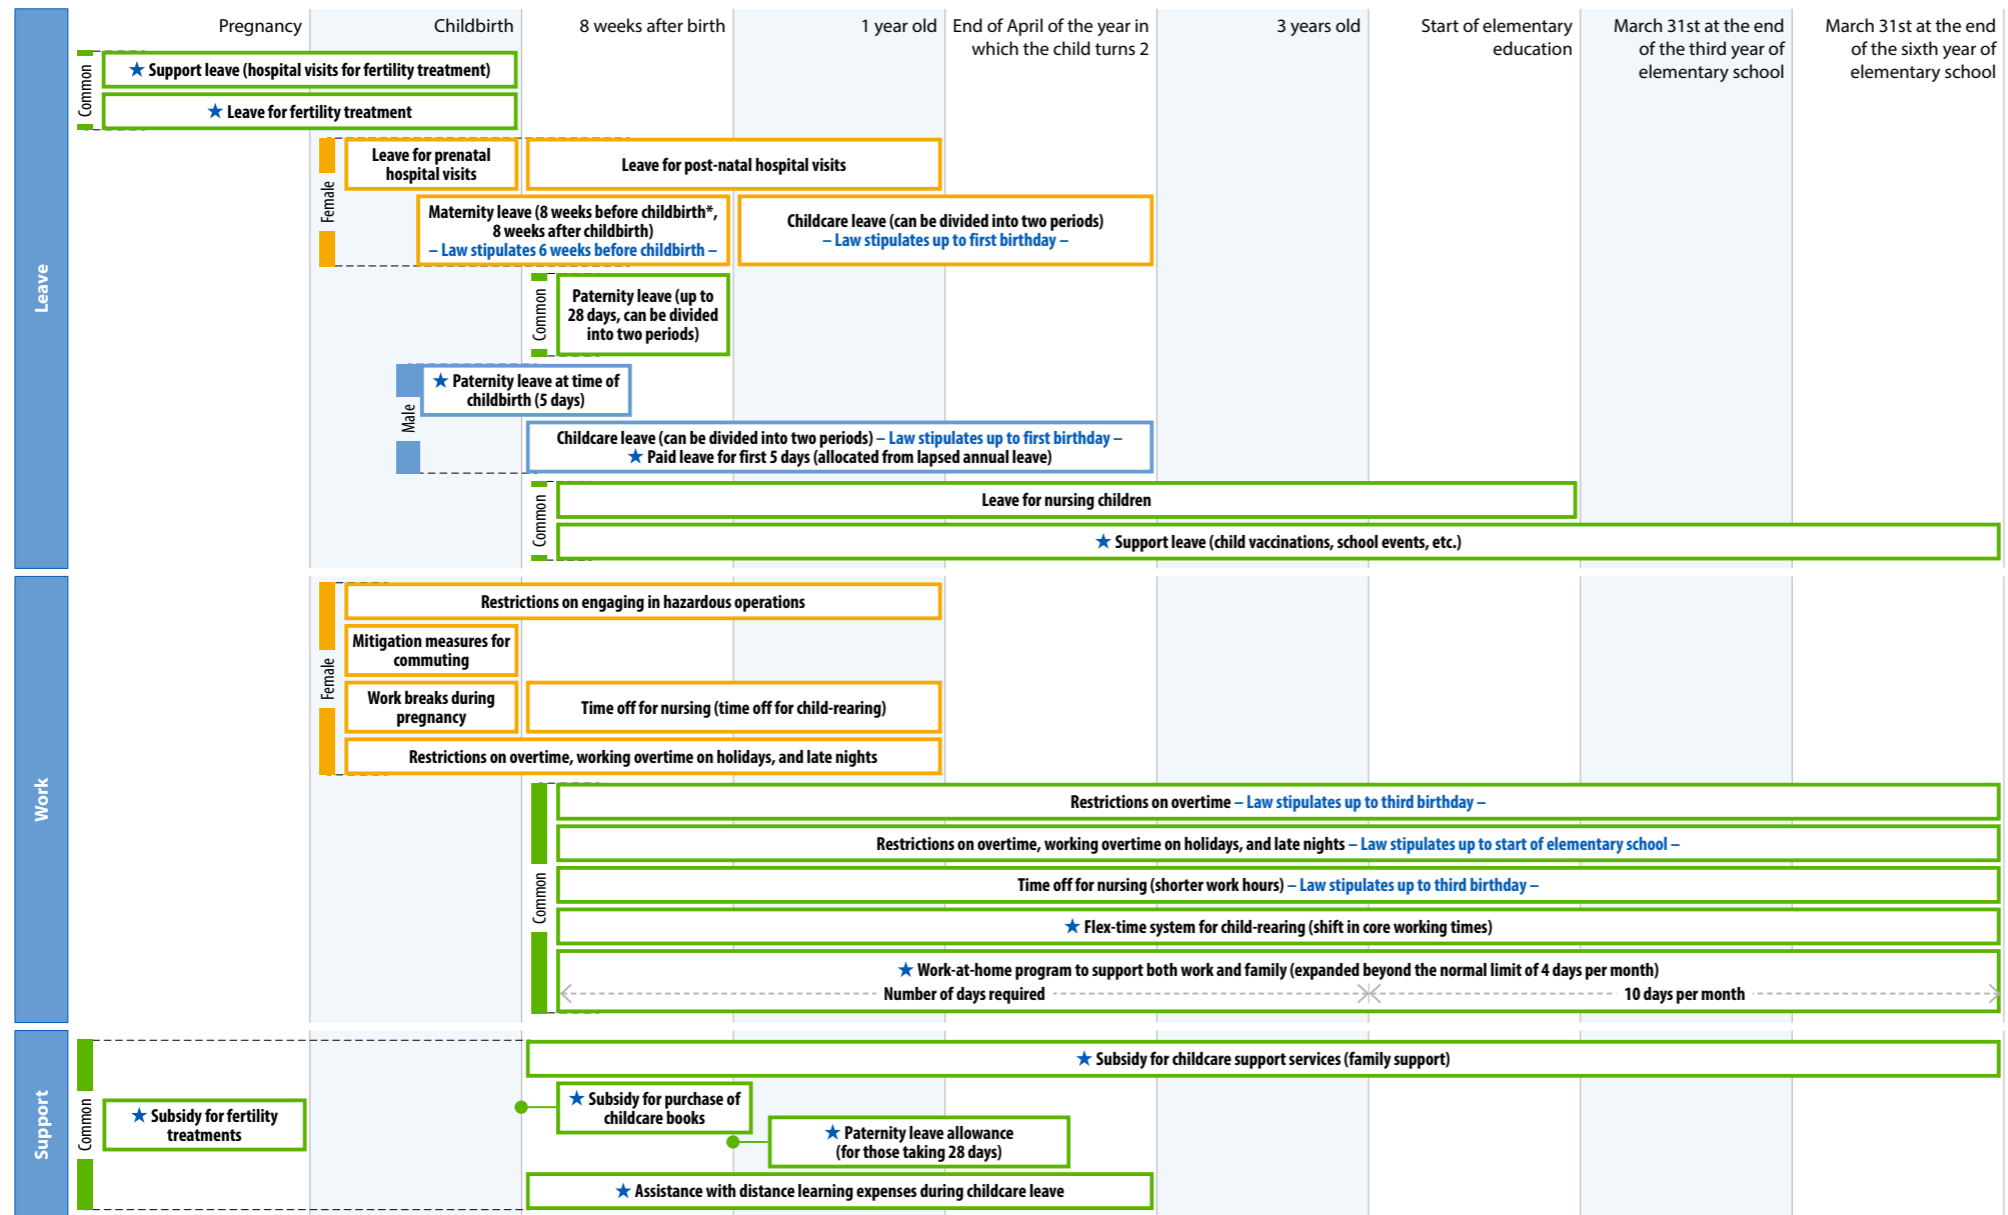 Pregnancy
Childbirth
8 weeks after birth
1 year old
End of April of the year in
which the child turns 2
3 years old
Start of elementary
education
March 31st at the end
of the third year of
elementary school
March 31st at the end
of the sixth year of
elementary school
Leave
Common
★ Support leave (hospital visits for fertility treatment)
★ Leave for fertility treatment
Female
Leave for prenatal
hospital visits
Leave for post-natal hospital visits
Maternity leave (8 weeks before childbirth*,
8 weeks after childbirth)
– Law stipulates 6 weeks before childbirth –
Childcare leave (can be divided into two periods)
– Law stipulates up to first birthday –
Common
Paternity leave (up to
28 days, can be divided
into two periods)
Male
★ Paternity leave at time of
childbirth (5 days)
Childcare leave (can be divided into two periods) – Law stipulates up to first birthday –
★ Paid leave for first 5 days (allocated from lapsed annual leave)
Common
Leave for nursing children
★ Support leave (child vaccinations, school events, etc.)
Work
Female
Restrictions on engaging in hazardous operations
Mitigation measures for
commuting
Work breaks during
pregnancy
Time off for nursing (time off for child-rearing)
Restrictions on overtime, working overtime on holidays, and late nights
Common
Restrictions on overtime – Law stipulates up to third birthday –
Restrictions on overtime, working overtime on holidays, and late nights – Law stipulates up to start of elementary school –
Time off for nursing (shorter work hours) – Law stipulates up to third birthday –
★ Flex-time system for child-rearing (shift in core working times)
★ Work-at-home program to support both work and family (expanded beyond the normal limit of 4 days per month)
Number of days required
10 days per month
Support
Common
★ Subsidy for childcare support services (family support)
★ Subsidy for fertility
treatments
★ Subsidy for purchase of
childcare books
★ Paternity leave allowance
(for those taking 28 days)
★ Assistance with distance learning expenses during childcare leave